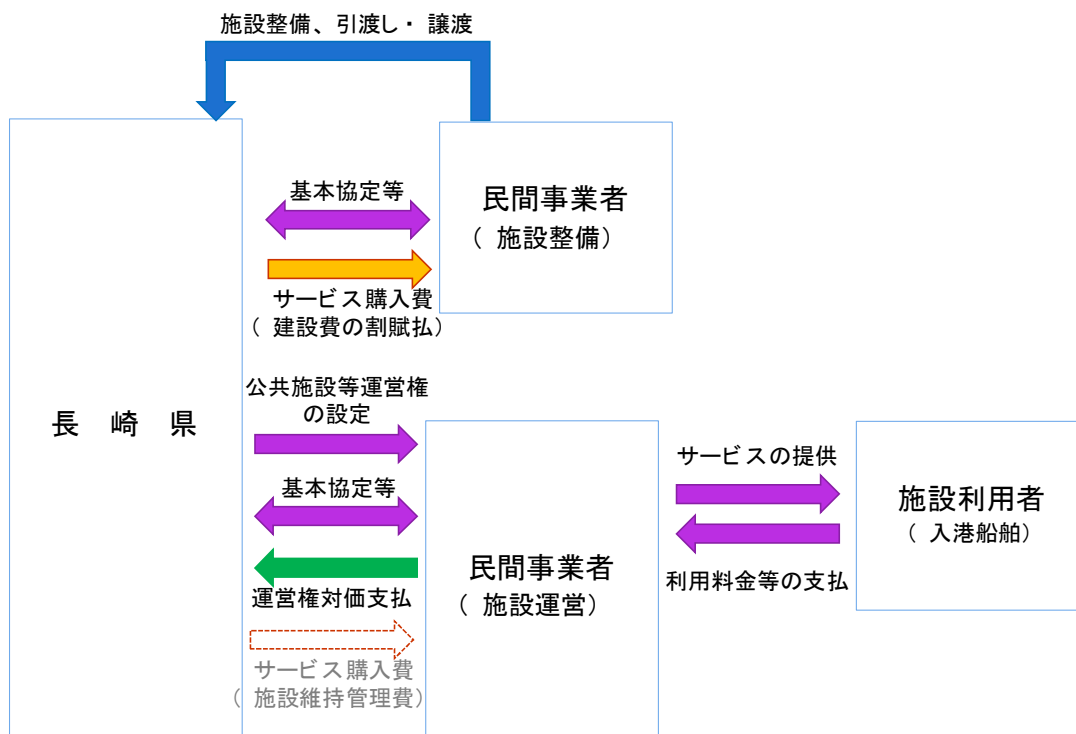 施設整備、引渡し・ 譲渡
基本協定等
民間事業者
( 施設整備)
サービス購入費
( 建設費の割賦払)
長 崎 県
公共施設等運営権
の設定
基本協定等
運営権対価支払
サービス購入費
( 施設維持管理費)
民間事業者
( 施設運営)
サービスの提供
利用料金等の支払
施設利用者
( 入港船舶)